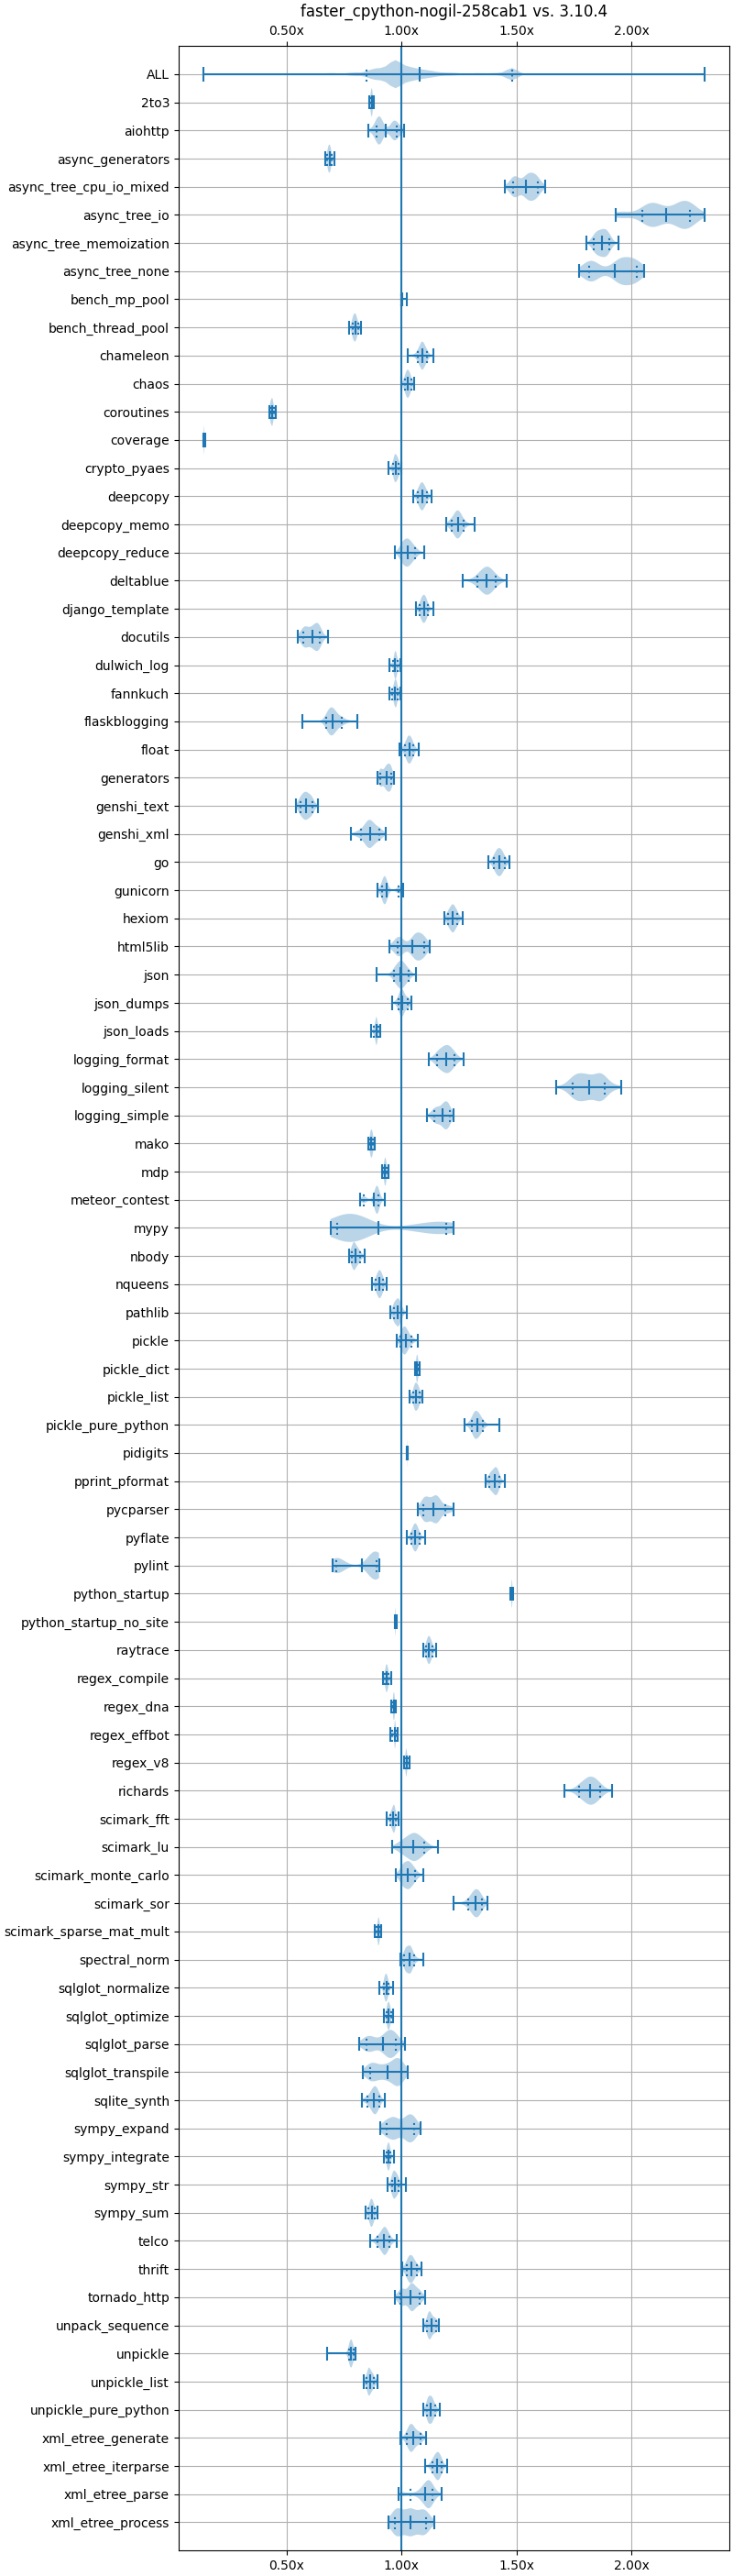 faster_cpython-nogil-258cab1 vs. 3.10.4
0.50x 1.00x 1.50x 2.00x
ALL
2to3
aiohttp
async_generators
async_tree_cpu_io_mixed
async_tree_io
async_tree_memoization
async_tree_none
bench_mp_pool
bench_thread_pool
chameleon
chaos
coroutines
coverage
crypto_pyaes
deepcopy
deepcopy_memo
deepcopy_reduce
deltablue
django_template
docutils
dulwich_log
fannkuch
flaskblogging
float
generators
genshi_text
genshi_xml
go
gunicorn
hexiom
html5lib
json
json_dumps
json_loads
logging_format
logging_silent
logging_simple
mako
mdp
meteor_contest
mypy
nbody
nqueens
pathlib
pickle
pickle_dict
pickle_list
pickle_pure_python
pidigits
pprint_pformat
pycparser
pyflate
pylint
python_startup
python_startup_no_site
raytrace
regex_compile
regex_dna
regex_effbot
regex_v8
richards
scimark_fft
scimark_lu
scimark_monte_carlo
scimark_sor
scimark_sparse_mat_mult
spectral_norm
sqlglot_normalize
sqlglot_optimize
sqlglot_parse
sqlglot_transpile
sqlite_synth
sympy_expand
sympy_integrate
sympy_str
sympy_sum
telco
thrift
tornado_http
unpack_sequence
unpickle
unpickle_list
unpickle_pure_python
xml_etree_generate
xml_etree_iterparse
xml_etree_parse
xml_etree_process
0.50x 1.00x 1.50x 2.00x